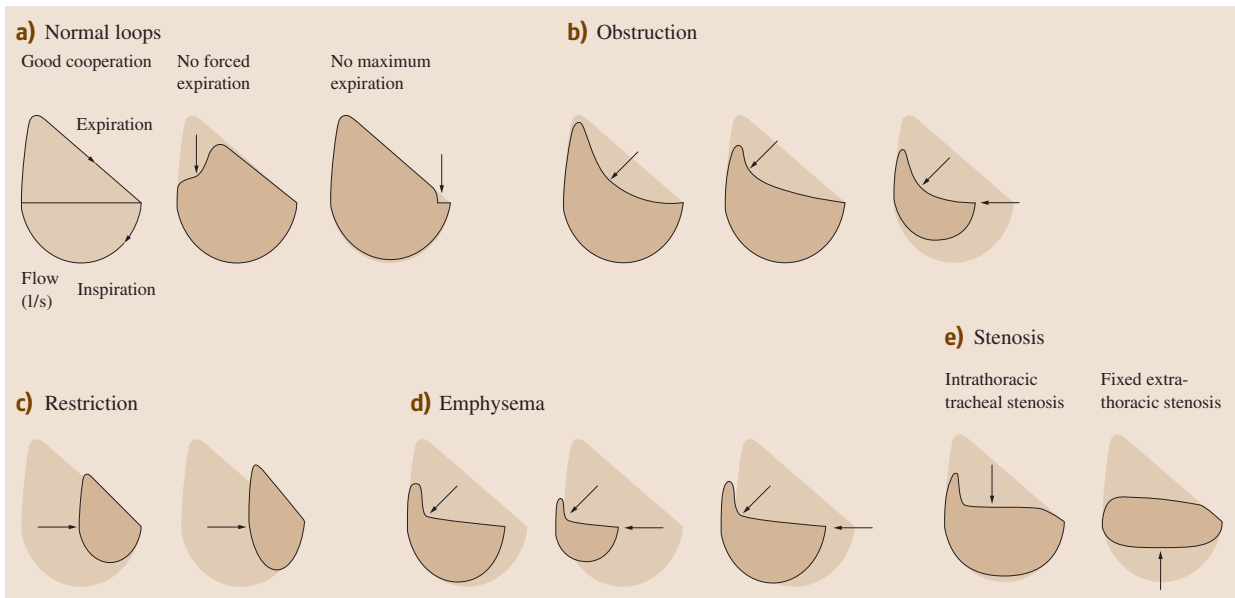 a) Normal loops
Good cooperation
No forced
expiration
No maximum
expiration
Expiration
Flow
(l/s)
Inspiration
b) Obstruction
c) Restriction
d) Emphysema
e) Stenosis
Intrathoracic
tracheal stenosis
Fixed extra-
thoracic stenosis